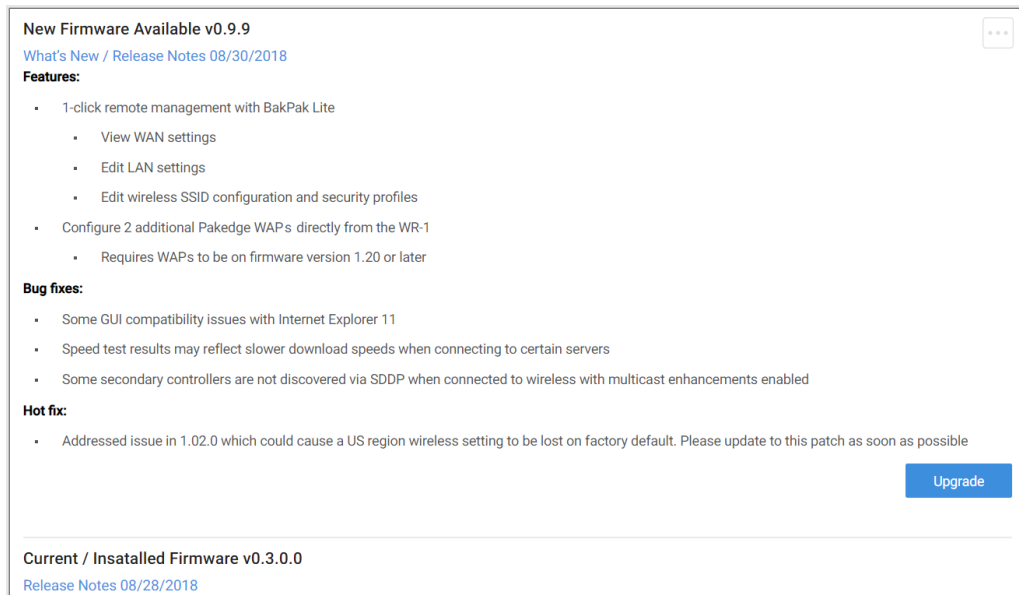 New Firmware Available v0.9.9
What's New / Release Notes 08/30/2018
Features:
1-click remote management with BakPak Lite
View WAN settings
Edit LAN settings
Edit wireless SSID configuration and security profiles
Configure 2 additional Pakedge WAPs directly from the WR-1
Requires WAPs to be on firmware version 1.20 or later
Bug fixes:
Some GUI compatibility issues with Internet Explorer 11
Speed test results may reflect slower download speeds when connecting to certain servers
Some secondary controllers are not discovered via SDDP when connected to wireless with multicast enhancements enabled
Hot fix:
Addressed issue in 1.02.0 which could cause a US region wireless setting to be lost on factory default. Please update to this patch as soon as possible
Upgrade
Current / Insatalled Firmware v0.3.0.0
Release Notes 08/28/2018